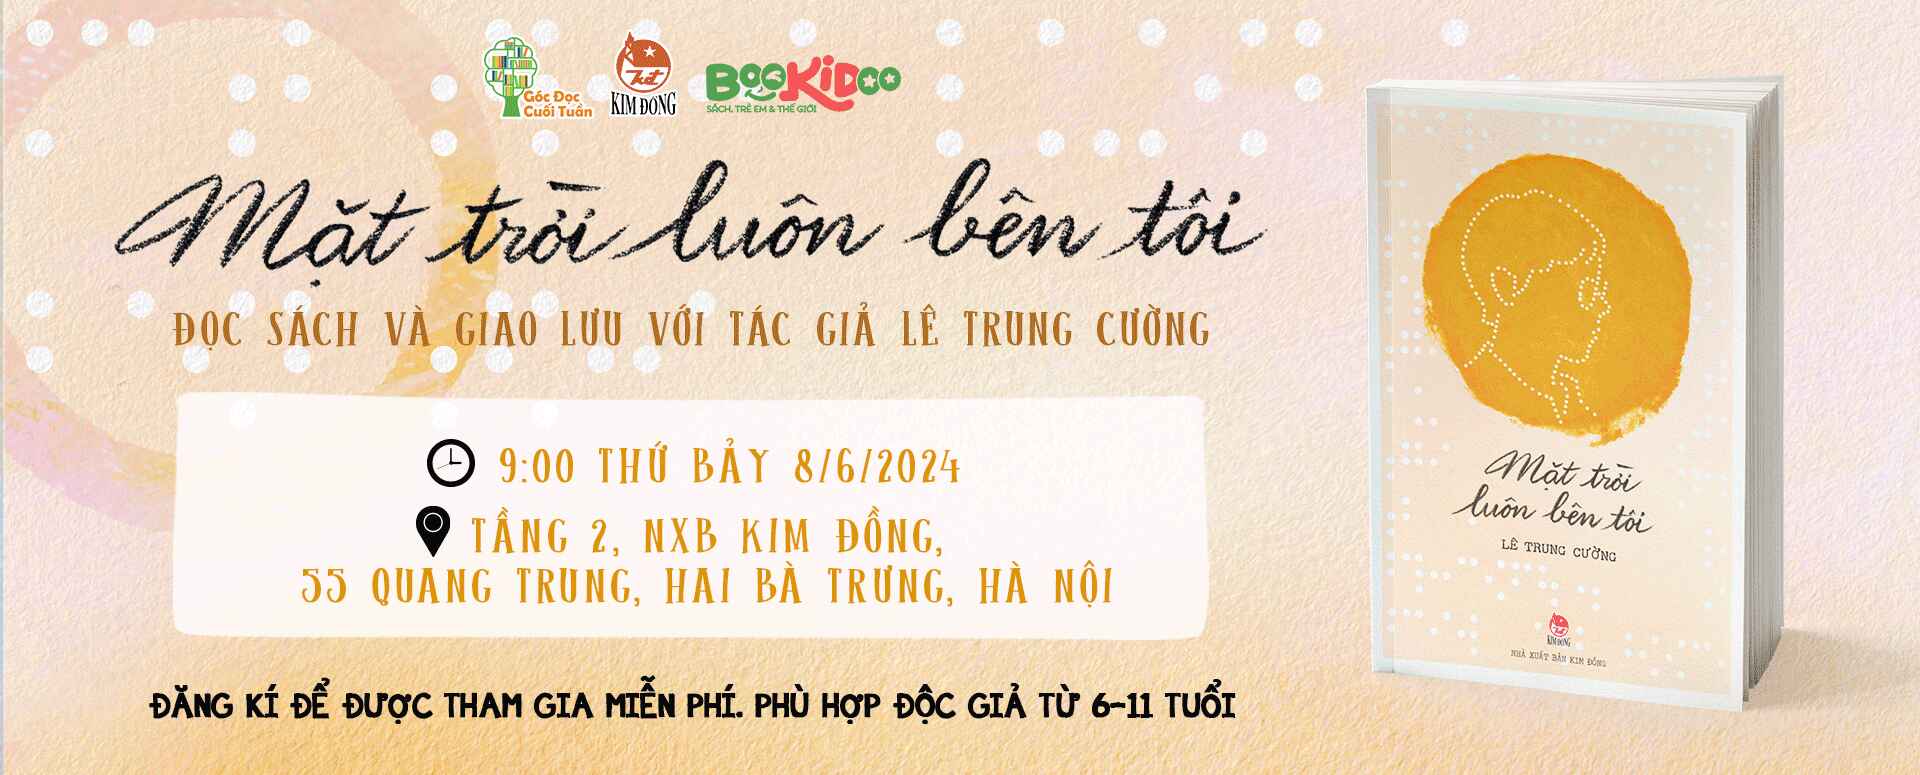 Góc Đọc
Cuối Tuần
KIM ĐỒNG
BOOKIDOO
SÁCH, TRẺ EM & THẾ GIỚI
Mặt trời luôn bên tôi
ĐỌC SÁCH VÀ GIAO LƯU VỚI TÁC GIẢ LÊ TRUNG CƯỜNG
9:00 THỨ BẢY 8/6/2024
TẦNG 2, NXB KIM ĐỒNG,
55 QUANG TRUNG, HAI BÀ TRƯNG, HÀ NỘI
ĐĂNG KÍ ĐỂ ĐƯỢC THAM GIA MIỄN PHÍ. PHÙ HỢP ĐỘC GIẢ TỪ 6-11 TUỔI
Mặt trời
luôn bên tôi
LÊ TRUNG CƯỜNG
KIM ĐỒNG
NHÀ XUẤT BẢN KIM ĐỒNG